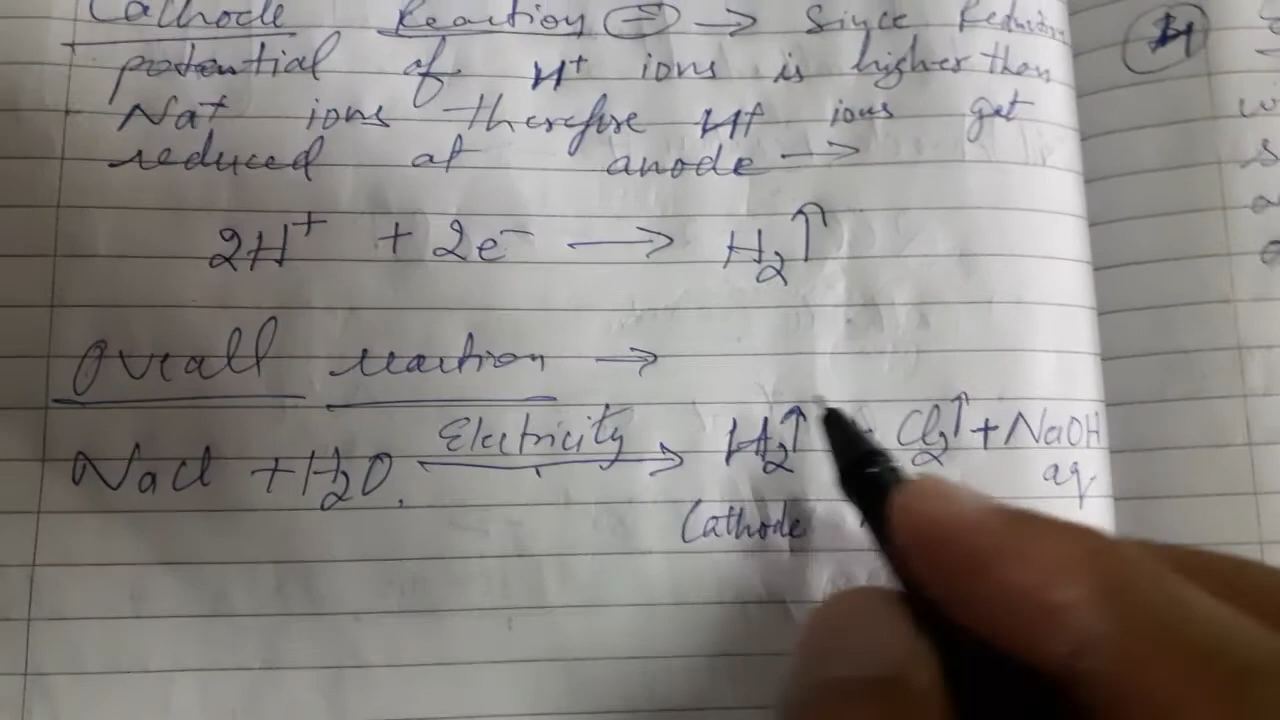 Cathode Reaction → Since Reduction
potential of H⁺ ions is higher than
Na⁺ ions therefore H⁺ ions get
reduced at anode →
2H⁺ + 2e⁻ → H₂↑
Overall reaction →
Electricity
NaCl + H₂O → H₂↑ Cl₂↑ + NaOH
aq
Cathode